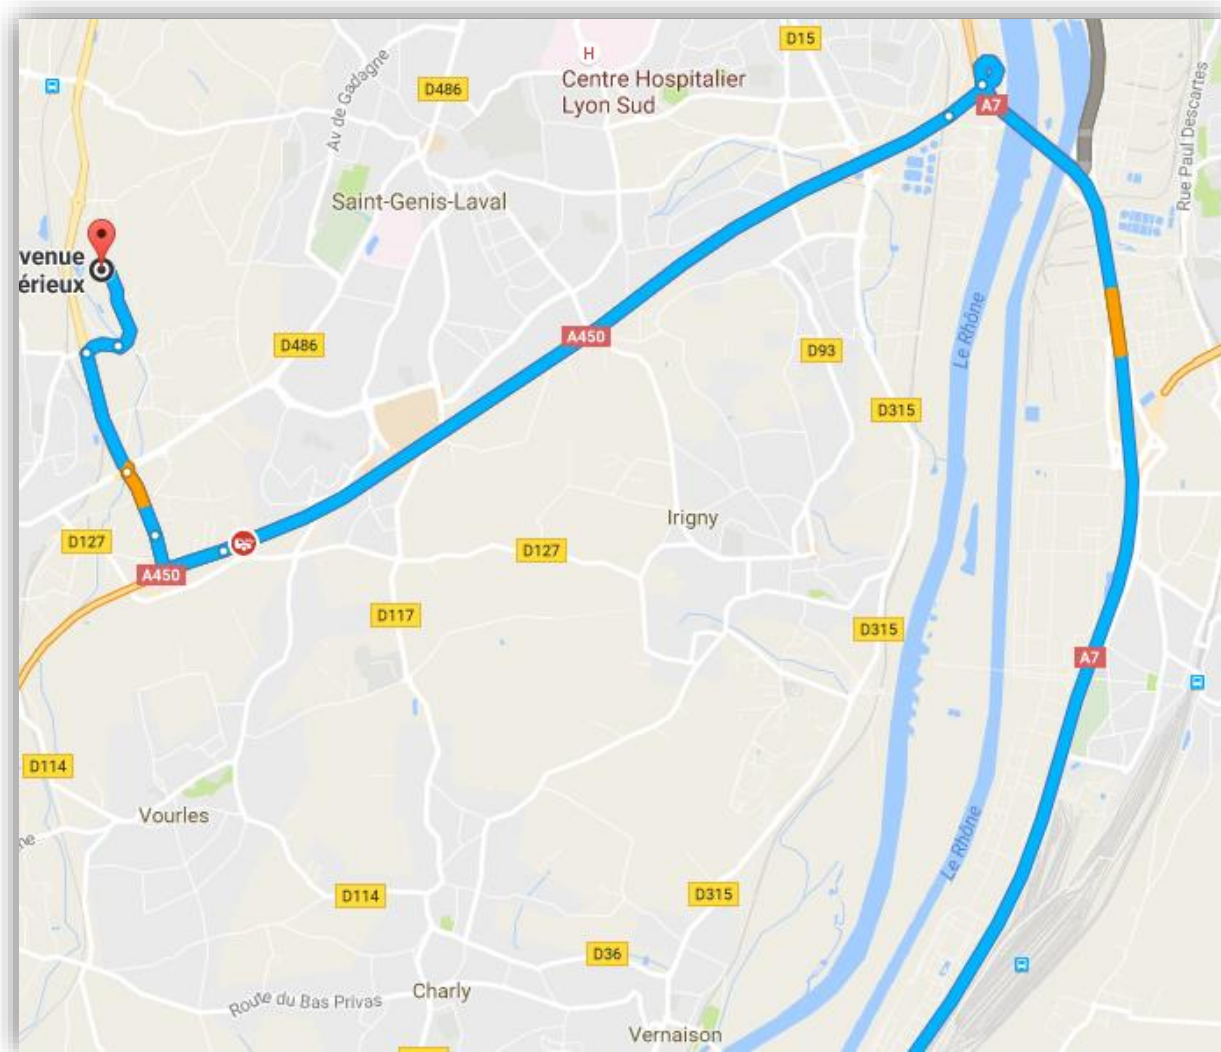 D15
H
Centre Hospitalier
Lyon Sud
D486
Av de Gadagne
A7
Rue Paul Descartes
Saint-Genis-Laval
venue
érieux
Le Rhône
D486
A450
D93
D315
Irigny
D127
D127
A450
D117
D315
A7
D114
Vourles
ne
Le Rhône
D114
D315
D36
Charly
Route du Bas Privas
Vernaison